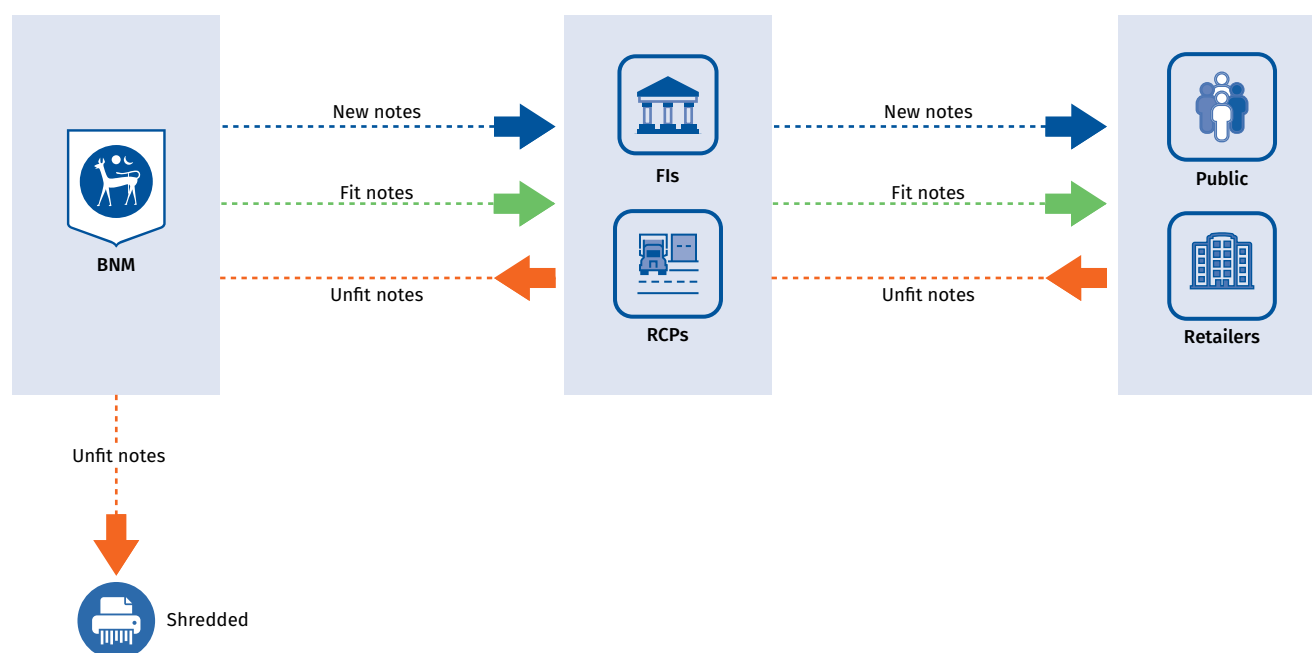 New notes
New notes
FIs
Public
Fit notes
Fit notes
BNM
Unfit notes
Unfit notes
RCPs
Retailers
Unfit notes
Shredded